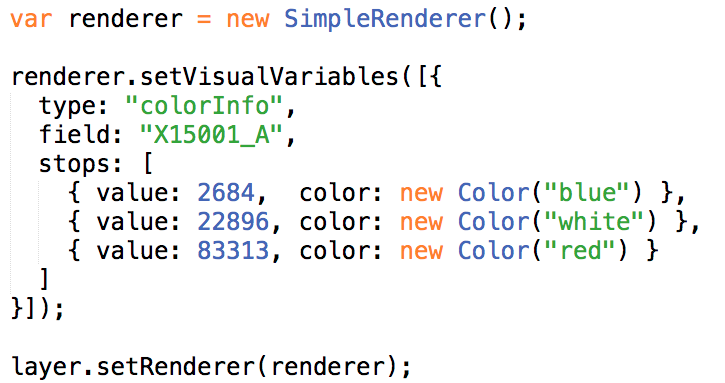 var renderer = new SimpleRenderer();

renderer.setVisualVariables([{
  type: "colorInfo",
  field: "X15001_A",
  stops: [
    { value: 2684,  color: new Color("blue") },
    { value: 22896, color: new Color("white") },
    { value: 83313, color: new Color("red") }
  ]
}]);

layer.setRenderer(renderer);